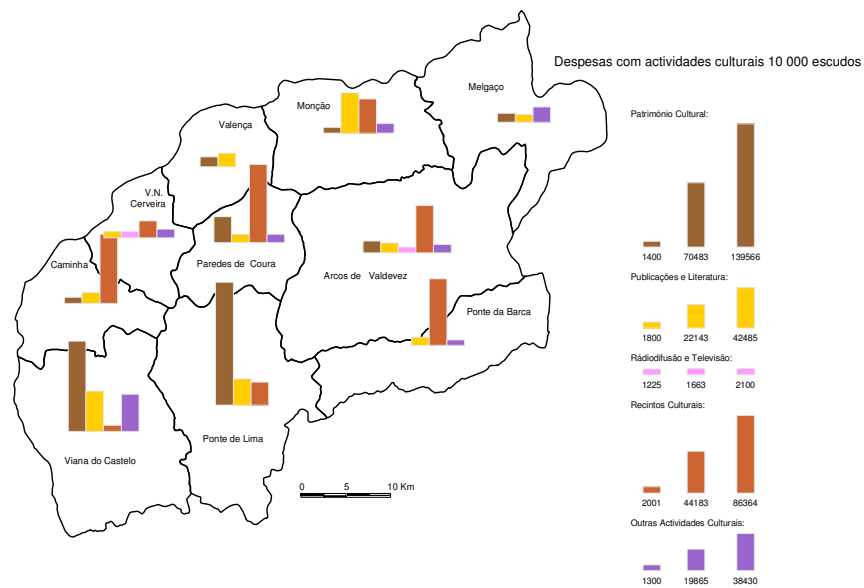 Despesas com actividades culturais 10 000 escudos
Melgaço
Monção
Valença
V.N.
Cerveira
Caminha
Paredes de Coura
Arcos de Valdevez
Ponte da Barca
Viana do Castelo
Ponte de Lima
0 5 10 Km
Património Cultural:
1400 70483 139566
Publicações e Literatura:
1800 22143 42485
Rádiodifusão e Televisão:
1225 1663 2100
Recintos Culturais:
2001 44183 86364
Outras Actividades Culturais:
1300 19865 38430